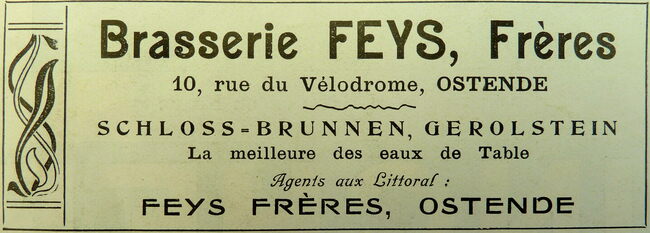 Brasserie FEYS, Frères
10, rue du Vélodrome, OSTENDE
SCHLOSS=BRUNNEN, GEROLSTEIN
La meilleure des eaux de Table
Agents aux Littoral :
FEYS FRÈRES, OSTENDE